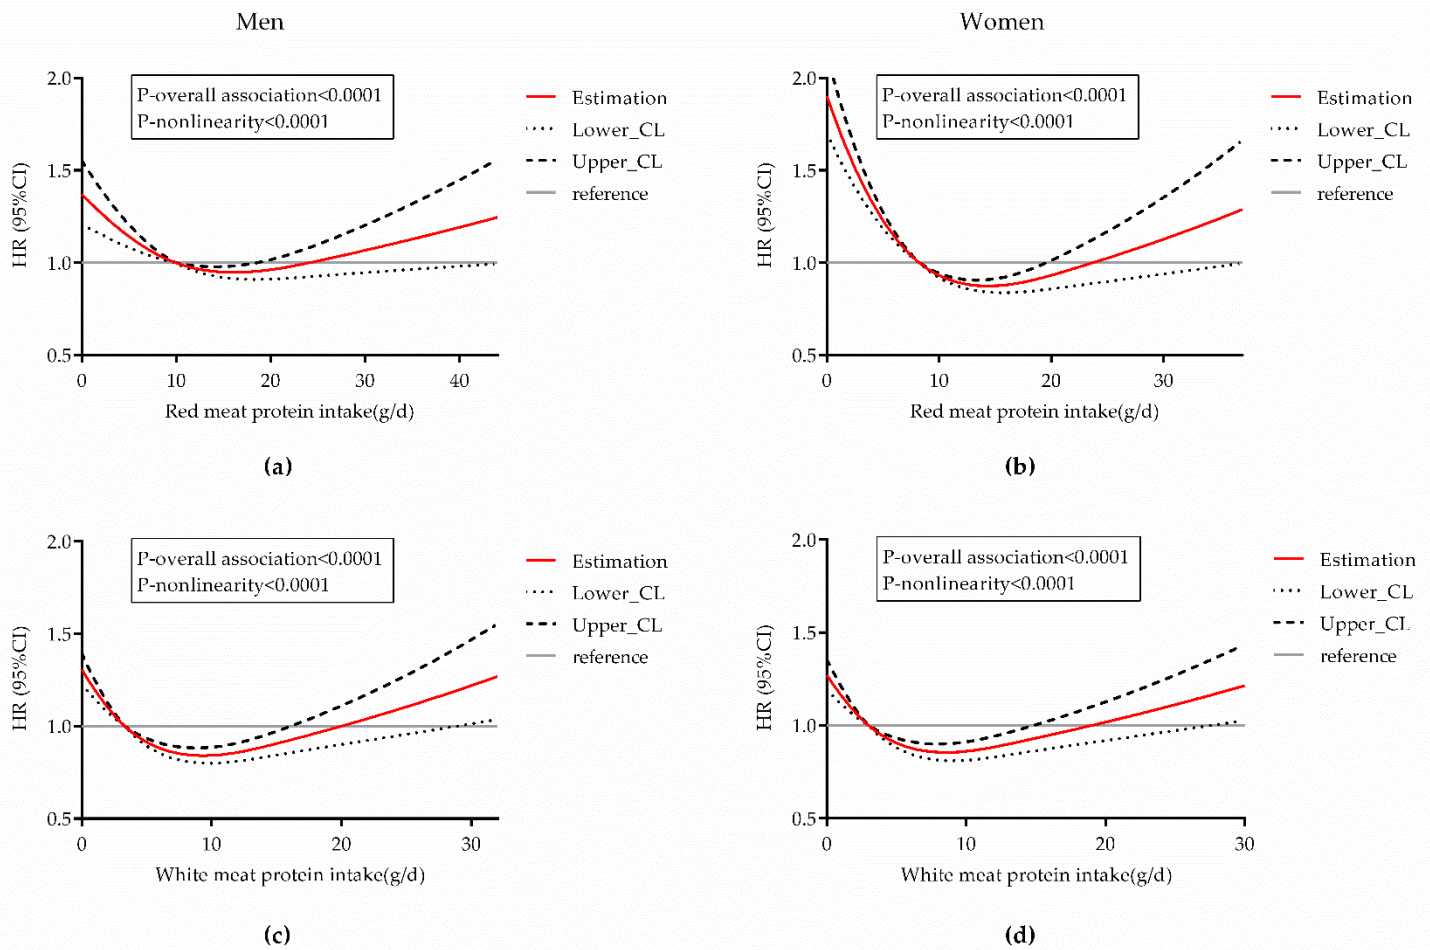 Men
Women
2.0
1.5
1.0
0.5
HR (95%CI)
P-overall association<0.0001
P-nonlinearity<0.0001
Estimation
Lower_CL
Upper_CL
reference
0 10 20 30 40
Red meat protein intake(g/d)
(a)
2.0
1.5
1.0
0.5
HR (95%CI)
P-overall association<0.0001
P-nonlinearity<0.0001
Estimation
Lower_CL
Upper_CL
reference
0 10 20 30
Red meat protein intake(g/d)
(b)
2.0
1.5
1.0
0.5
HR (95%CI)
P-overall association<0.0001
P-nonlinearity<0.0001
Estimation
Lower_CL
Upper_CL
reference
0 10 20 30
White meat protein intake(g/d)
(c)
2.0
1.5
1.0
0.5
HR (95%CI)
P-overall association<0.0001
P-nonlinearity<0.0001
Estimation
Lower_CL
Upper_CL
reference
0 10 20 30
White meat protein intake(g/d)
(d)